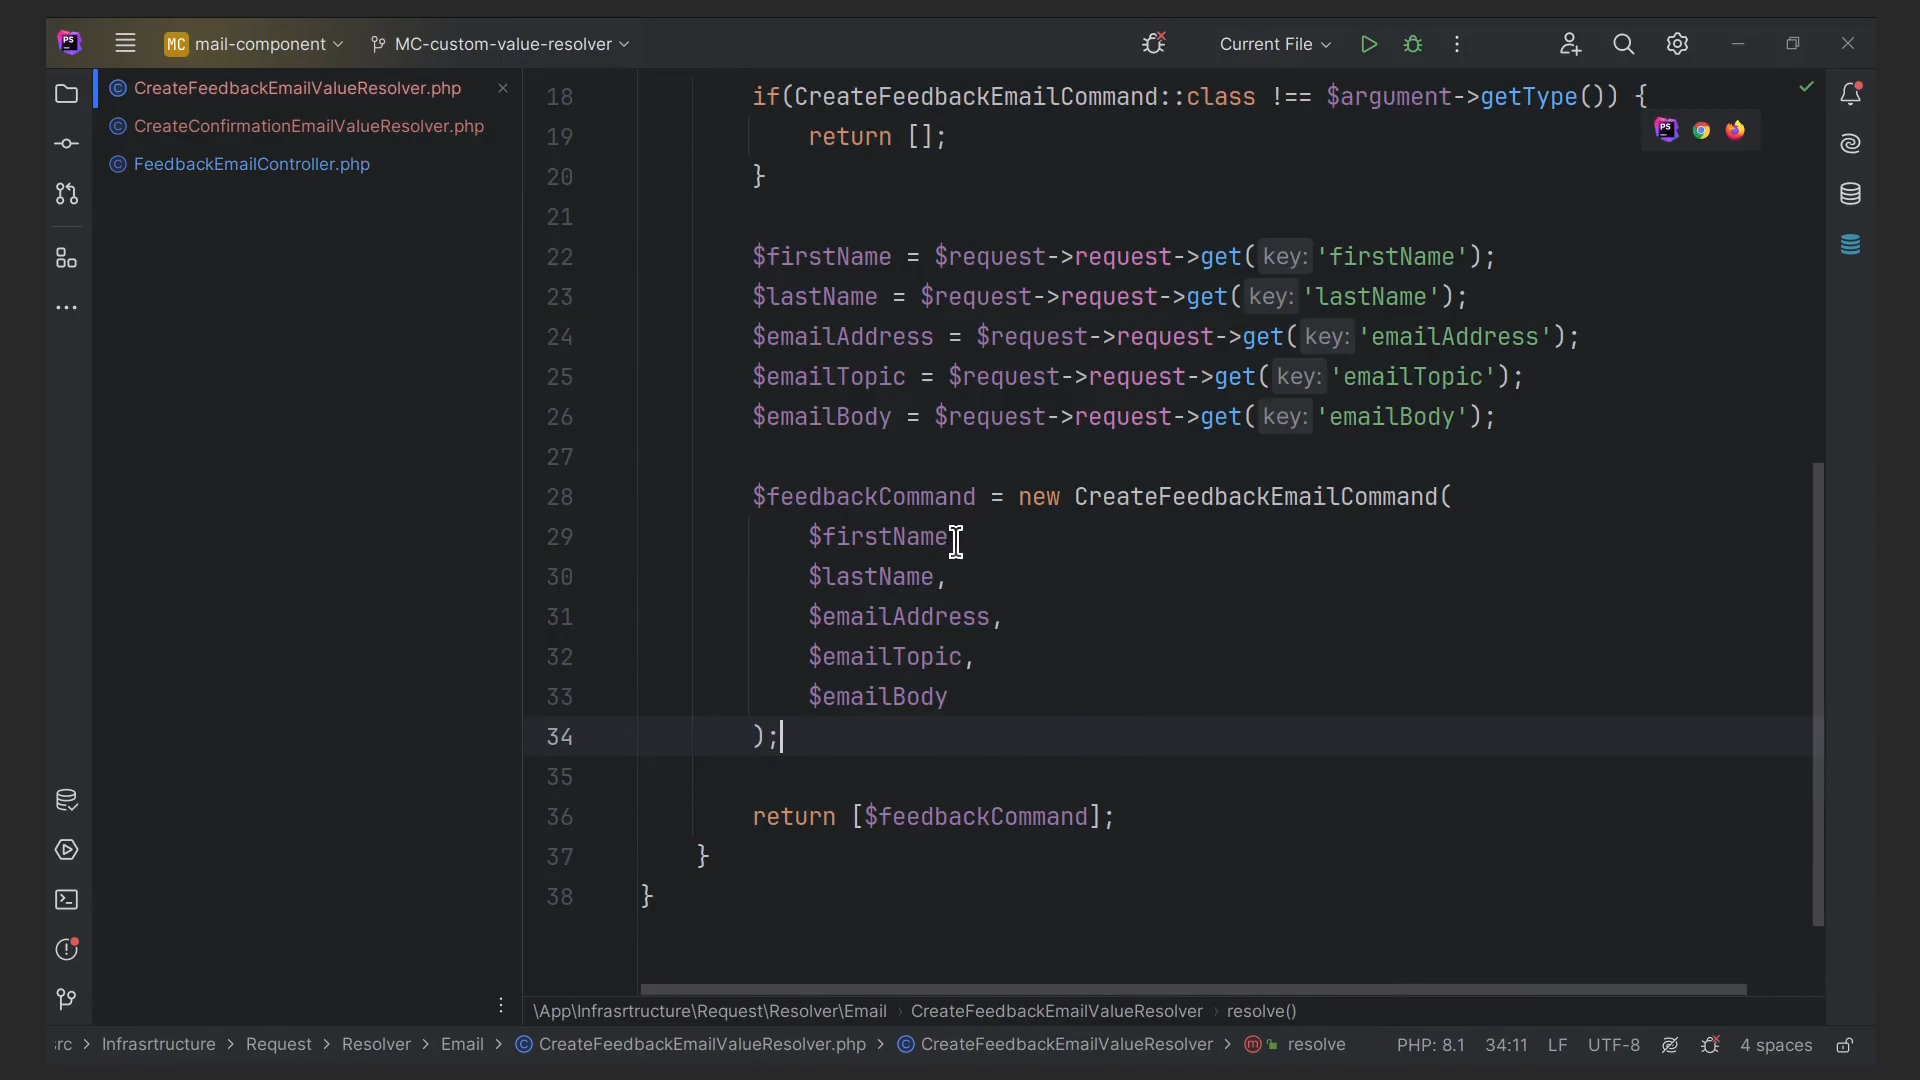 PS MC mail-component MC-custom-value-resolver Current File
CreateFeedbackEmailValueResolver.php
CreateConfirmationEmailValueResolver.php
FeedbackEmailController.php
18 if(CreateFeedbackEmailCommand::class !== $argument->getType()) {
19 return [];
PS
20 }
21
22 $firstName = $request->request->get( key: 'firstName');
23 $lastName = $request->request->get( key: 'lastName');
24 $emailAddress = $request->request->get( key: 'emailAddress');
25 $emailTopic = $request->request->get( key: 'emailTopic');
26 $emailBody = $request->request->get( key: 'emailBody');
27
28 $feedbackCommand = new CreateFeedbackEmailCommand(
29 $firstName
30 $lastName,
31 $emailAddress,
32 $emailTopic,
33 $emailBody
34 );
35
36 return [$feedbackCommand];
37 }
38 }
\App\Infrasrtructure\Request\Resolver\Email › CreateFeedbackEmailValueResolver › resolve()
rc › Infrasrtructure › Request › Resolver › Email › CreateFeedbackEmailValueResolver.php › CreateFeedbackEmailValueResolver › resolve PHP: 8.1 34:11 LF UTF-8 4 spaces